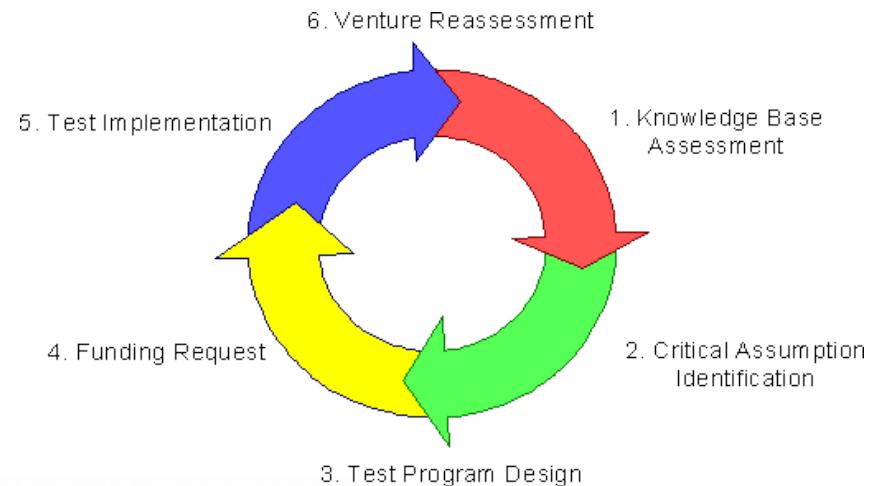 6. Venture Reassessment
1. Knowledge Base
Assessment
2. Critical Assumption
Identification
3. Test Program Design
4. Funding Request
5. Test Implementation